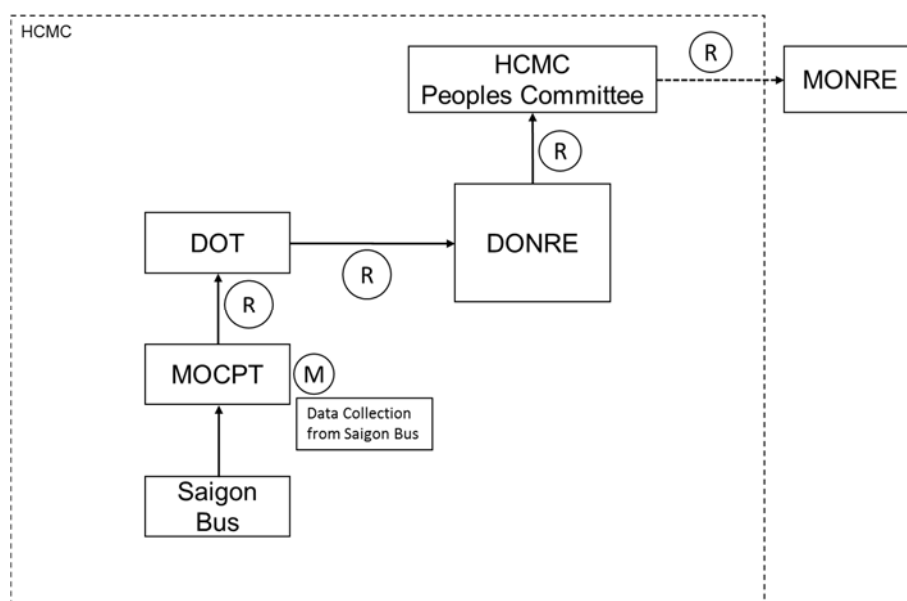 HCMC
R
HCMC
Peoples Committee
MONRE
R
DOT
DONRE
R
R
MOCPT
M
Data Collection
from Saigon Bus
Saigon
Bus